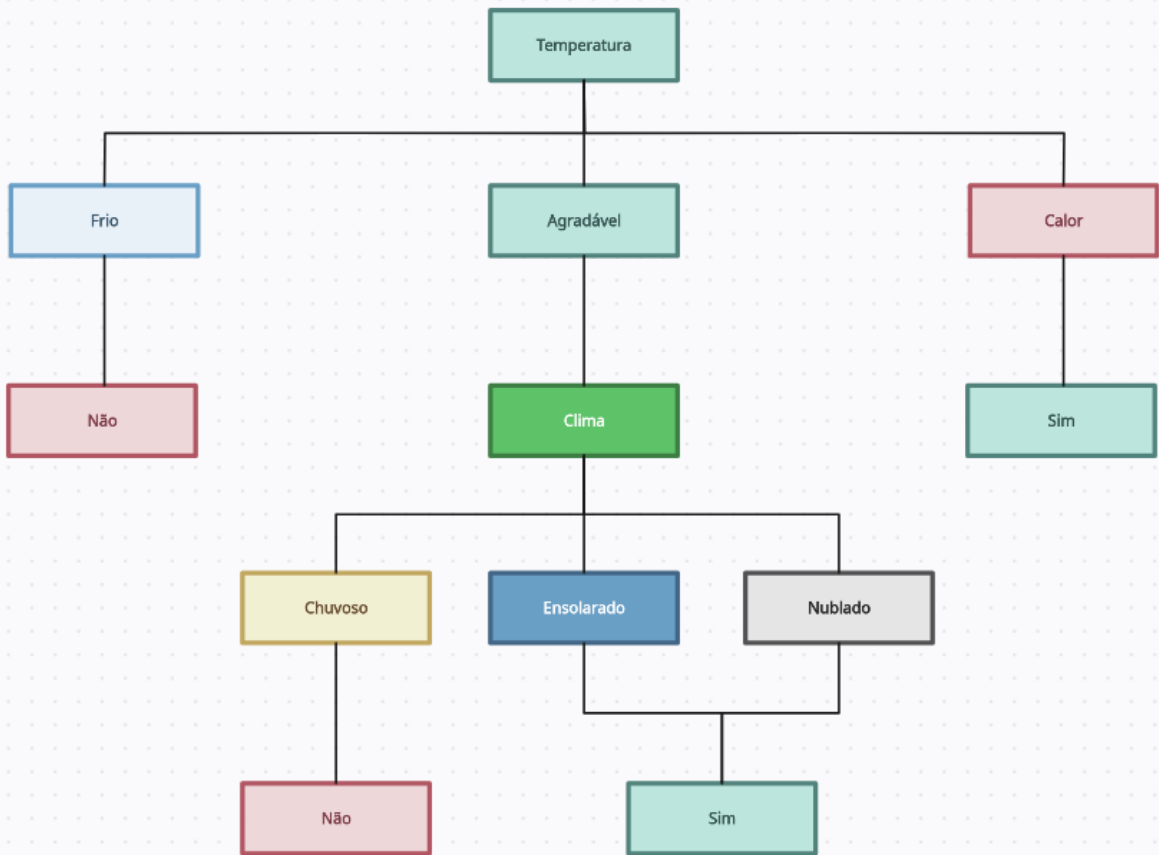 Temperatura
Frio
Agradável
Calor
Não
Clima
Sim
Chuvoso
Ensolarado
Nublado
Não
Sim